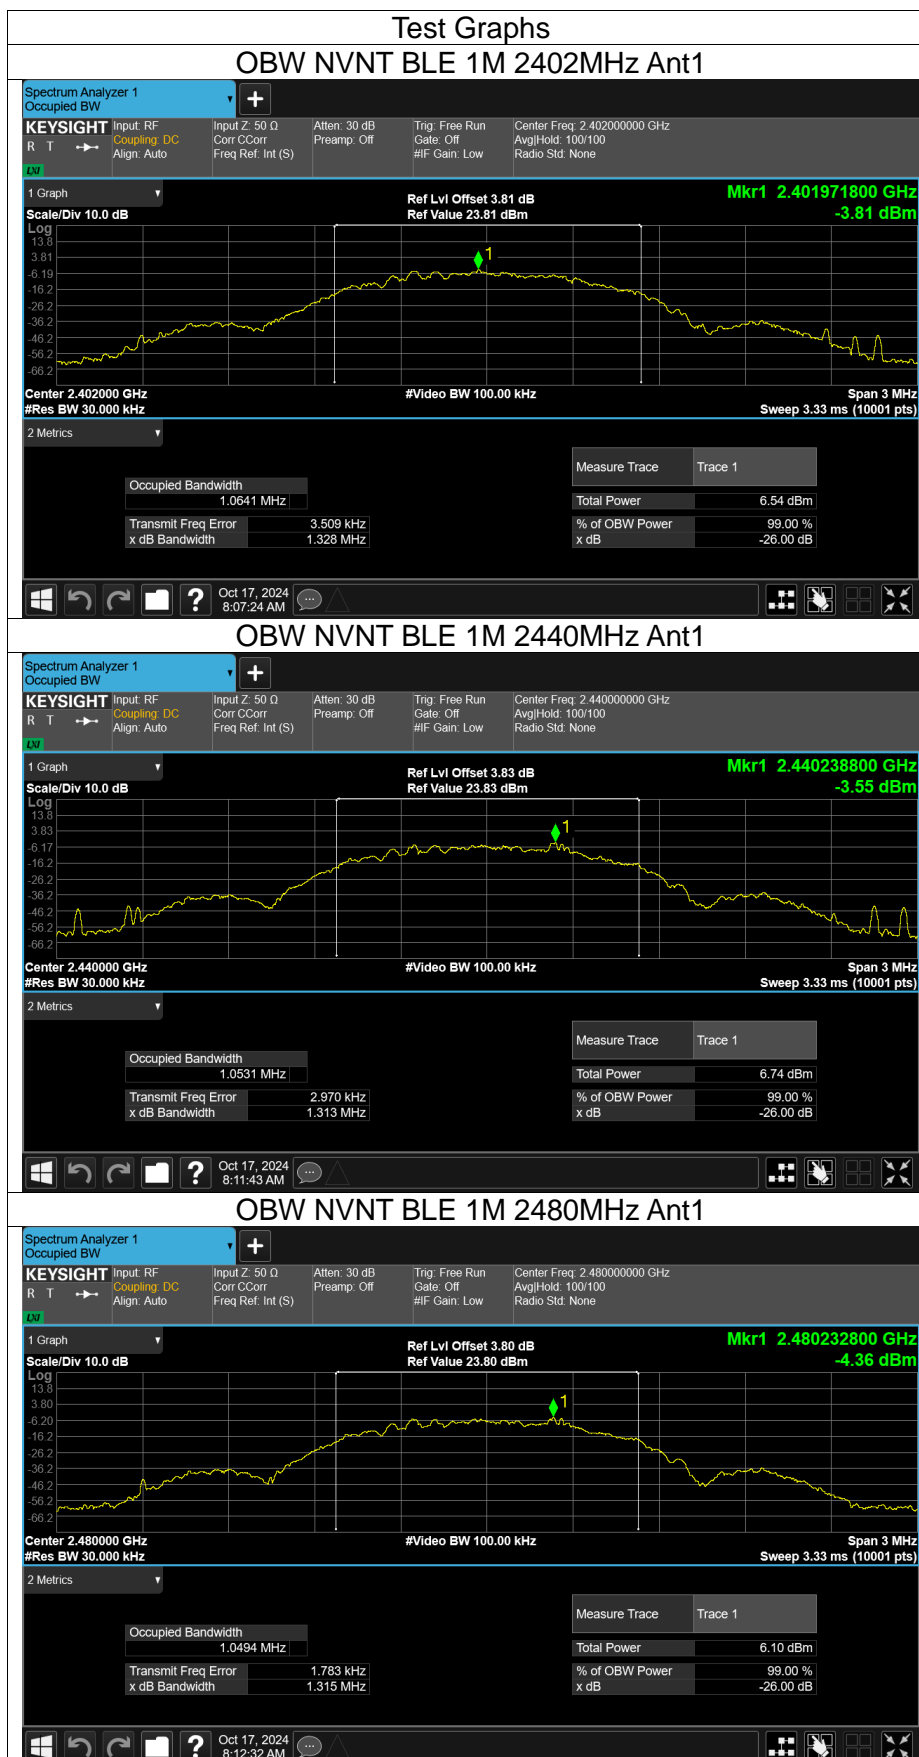 Test Graphs
OBW NVNT BLE 1M 2402MHz Ant1
Spectrum Analyzer 1
Occupied BW
KEYSIGHT Input: RF Input Z: 50 Ω Atten: 30 dB Trig: Free Run Center Freq: 2.402000000 GHz
R T Coupling: DC Corr CCorr Preamp: Off Gate: Off Avg|Hold: 100/100
Align: Auto Freq Ref: Int (S) #IF Gain: Low Radio Std: None
LXI
1 Graph Ref Lvl Offset 3.81 dB Mkr1 2.401971800 GHz
Scale/Div 10.0 dB Ref Value 23.81 dBm -3.81 dBm
Log
13.8
1
3.81
-6.19
-16.2
-26.2
-36.2
-46.2
-56.2
-66.2
Center 2.402000 GHz #Video BW 100.00 kHz Span 3 MHz
#Res BW 30.000 kHz Sweep 3.33 ms (10001 pts)
2 Metrics
Measure Trace Trace 1
Occupied Bandwidth
1.0641 MHz Total Power 6.54 dBm
Transmit Freq Error 3.509 kHz % of OBW Power 99.00 %
x dB Bandwidth 1.328 MHz x dB -26.00 dB
? Oct 17, 2024
8:07:24 AM
OBW NVNT BLE 1M 2440MHz Ant1
Spectrum Analyzer 1
Occupied BW
KEYSIGHT Input: RF Input Z: 50 Ω Atten: 30 dB Trig: Free Run Center Freq: 2.440000000 GHz
R T Coupling: DC Corr CCorr Preamp: Off Gate: Off Avg|Hold: 100/100
Align: Auto Freq Ref: Int (S) #IF Gain: Low Radio Std: None
LXI
1 Graph Ref Lvl Offset 3.83 dB Mkr1 2.440238800 GHz
Scale/Div 10.0 dB Ref Value 23.83 dBm -3.55 dBm
Log
13.8
1
3.83
-6.17
-16.2
-26.2
-36.2
-46.2
-56.2
-66.2
Center 2.440000 GHz #Video BW 100.00 kHz Span 3 MHz
#Res BW 30.000 kHz Sweep 3.33 ms (10001 pts)
2 Metrics
Measure Trace Trace 1
Occupied Bandwidth
1.0531 MHz Total Power 6.74 dBm
Transmit Freq Error 2.970 kHz % of OBW Power 99.00 %
x dB Bandwidth 1.313 MHz x dB -26.00 dB
? Oct 17, 2024
8:11:43 AM
OBW NVNT BLE 1M 2480MHz Ant1
Spectrum Analyzer 1
Occupied BW
KEYSIGHT Input: RF Input Z: 50 Ω Atten: 30 dB Trig: Free Run Center Freq: 2.480000000 GHz
R T Coupling: DC Corr CCorr Preamp: Off Gate: Off Avg|Hold: 100/100
Align: Auto Freq Ref: Int (S) #IF Gain: Low Radio Std: None
LXI
1 Graph Ref Lvl Offset 3.80 dB Mkr1 2.480232800 GHz
Scale/Div 10.0 dB Ref Value 23.80 dBm -4.36 dBm
Log
13.8
1
3.80
-6.20
-16.2
-26.2
-36.2
-46.2
-56.2
-66.2
Center 2.480000 GHz #Video BW 100.00 kHz Span 3 MHz
#Res BW 30.000 kHz Sweep 3.33 ms (10001 pts)
2 Metrics
Measure Trace Trace 1
Occupied Bandwidth
1.0494 MHz Total Power 6.10 dBm
Transmit Freq Error 1.783 kHz % of OBW Power 99.00 %
x dB Bandwidth 1.315 MHz x dB -26.00 dB
? Oct 17, 2024
8:12:32 AM